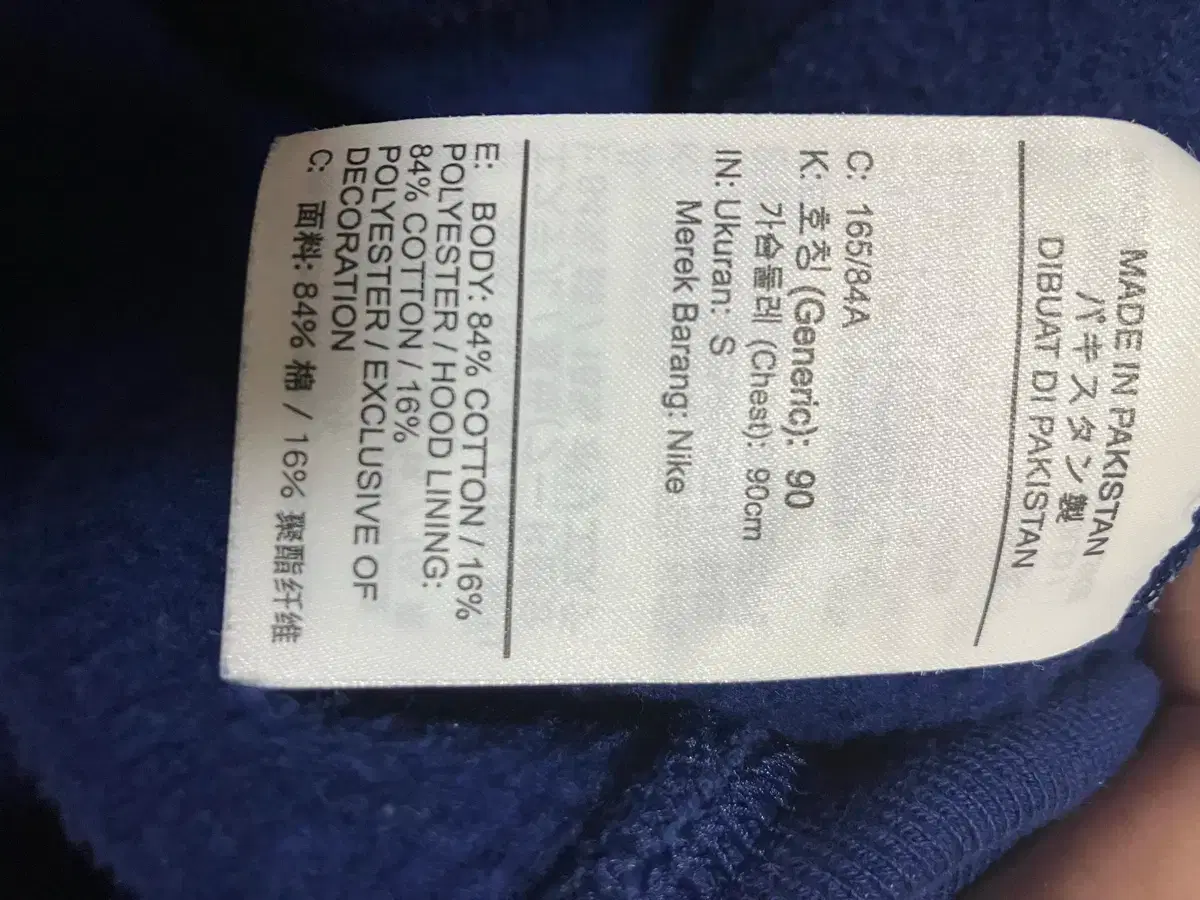 MADE IN PAKISTAN
パキスタン製
DIBUAT DI PAKISTAN
C: 165/84A
K: 호칭 (Generic): 90
가슴둘레 (Chest): 90cm
IN: Ukuran: S
Merek Barang: Nike
E: BODY: 84% COTTON / 16%
POLYESTER / HOOD LINING:
84% COTTON / 16%
POLYESTER / EXCLUSIVE OF
DECORATION
C: 面料: 84% 棉 / 16% 聚酯纤维